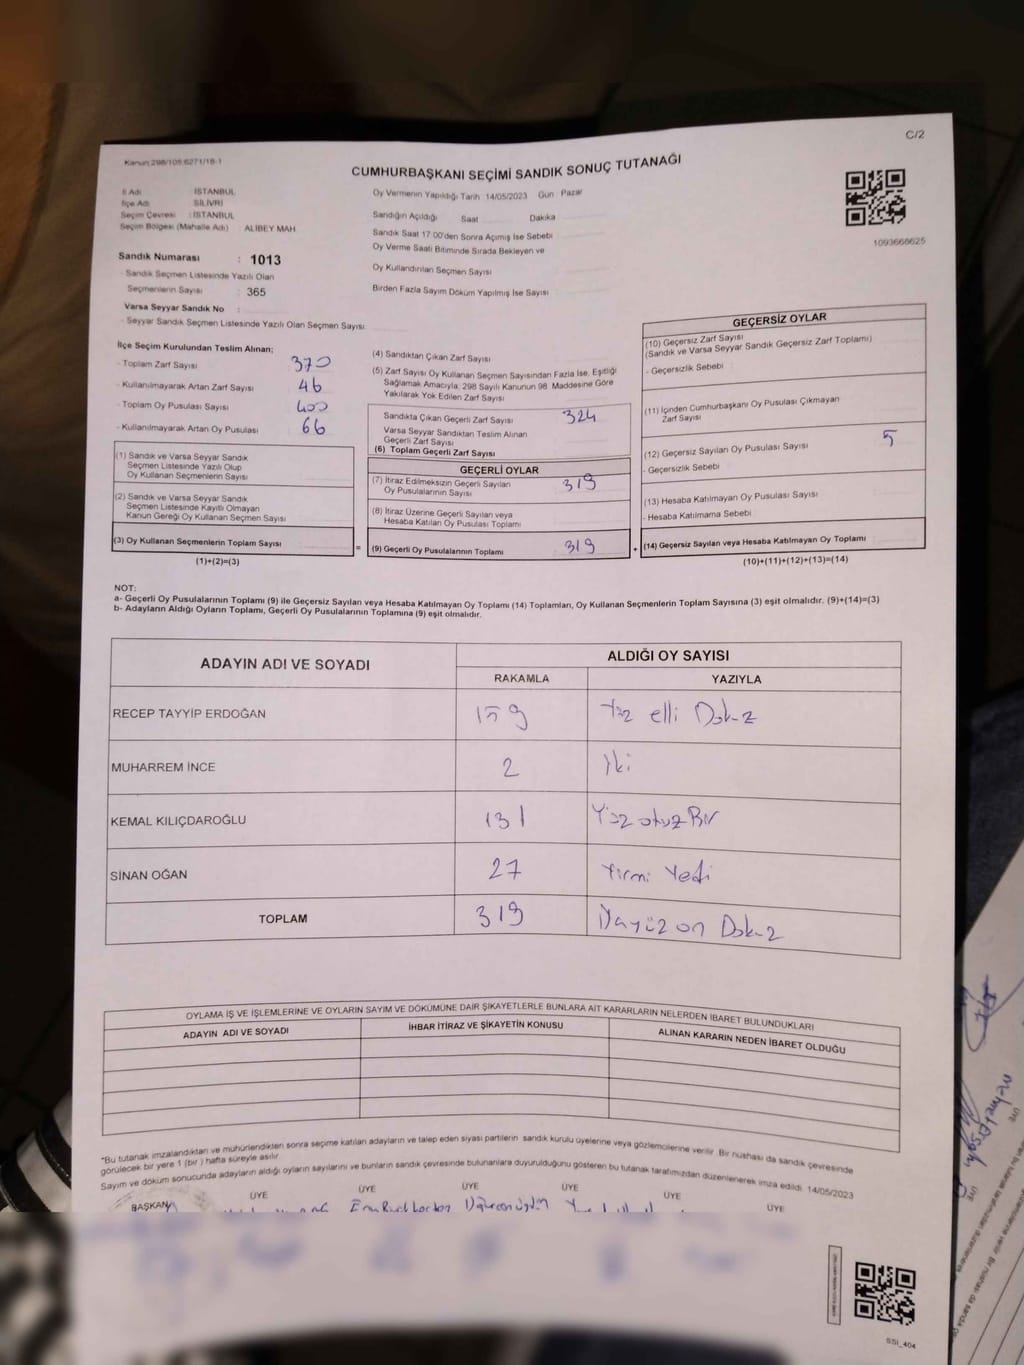 C/2
Kanun:298/105 6271/18-1
CUMHURBAŞKANI SEÇİMİ SANDIK SONUÇ TUTANAĞI
İl Adı : İSTANBUL
İlçe Adı : SİLİVRİ
Seçim Çevresi : İSTANBUL
Seçim Bölgesi (Mahalle Adı) : ALİBEY MAH
Sandık Numarası : 1013
- Sandık Seçmen Listesinde Yazılı Olan
Seçmenlerin Sayısı : 365
Varsa Seyyar Sandık No :
- Seyyar Sandık Seçmen Listesinde Yazılı Olan Seçmen Sayısı:
Oy Vermenin Yapıldığı Tarih 14/05/2023 Gün Pazar
Sandığın Açıldığı Saat Dakika
Sandık Saat 17:00'den Sonra Açımış İse Sebebi
Oy Verme Saati Bitiminde Sırada Bekleyen ve
Oy Kullandırılan Seçmen Sayısı
Birden Fazla Sayım Döküm Yapılmış İse Sayısı
1093666625
İlçe Seçim Kurulundan Teslim Alınan;
- Toplam Zarf Sayısı 370
- Kullanılmayarak Artan Zarf Sayısı 46
- Toplam Oy Pusulası Sayısı 400
- Kullanılmayarak Artan Oy Pusulası 66
(1) Sandık ve Varsa Seyyar Sandık
Seçmen Listesinde Yazılı Olup
Oy Kullanan Seçmenlerin Sayısı
(2) Sandık ve Varsa Seyyar Sandık
Seçmen Listesinde Kayıtlı Olmayan
Kanun Gereği Oy Kullanan Seçmen Sayısı
(3) Oy Kullanan Seçmenlerin Toplam Sayısı
(1)+(2)=(3)
(4) Sandıktan Çıkan Zarf Sayısı
(5) Zarf Sayısı Oy Kullanan Seçmen Sayısından Fazla İse, Eşitliği
Sağlamak Amacıyla, 298 Sayılı Kanunun 98. Maddesine Göre
Yakılarak Yok Edilen Zarf Sayısı
Sandıkta Çıkan Geçerli Zarf Sayısı 324
Varsa Seyyar Sandıktan Teslim Alınan
Geçerli Zarf Sayısı
(6) Toplam Geçerli Zarf Sayısı
GEÇERLİ OYLAR
(7) İtiraz Edilmeksizin Geçerli Sayılan
Oy Pusulalarının Sayısı 319
(8) İtiraz Üzerine Geçerli Sayılan veya
Hesaba Katılan Oy Pusulası Toplamı
= (9) Geçerli Oy Pusulalarının Toplamı 319
GEÇERSİZ OYLAR
(10) Geçersiz Zarf Sayısı
(Sandık ve Varsa Seyyar Sandık Geçersiz Zarf Toplamı)
- Geçersizlik Sebebi
(11) İçinden Cumhurbaşkanı Oy Pusulası Çıkmayan
Zarf Sayısı
(12) Geçersiz Sayılan Oy Pusulası Sayısı 5
- Geçersizlik Sebebi
(13) Hesaba Katılmayan Oy Pusulası Sayısı
- Hesaba Katılmama Sebebi
+ (14) Geçersiz Sayılan veya Hesaba Katılmayan Oy Toplamı
(10)+(11)+(12)+(13)=(14)
NOT:
a- Geçerli Oy Pusulalarının Toplamı (9) ile Geçersiz Sayılan veya Hesaba Katılmayan Oy Toplamı (14) Toplamları, Oy Kullanan Seçmenlerin Toplam Sayısına (3) eşit olmalıdır. (9)+(14)=(3)
b- Adayların Aldığı Oyların Toplamı, Geçerli Oy Pusulalarının Toplamına (9) eşit olmalıdır.
ADAYIN ADI VE SOYADI ALDIĞI OY SAYISI
RAKAMLA YAZIYLA
RECEP TAYYİP ERDOĞAN 159 Yüz elli Dokuz
MUHARREM İNCE 2 İki
KEMAL KILIÇDAROĞLU 131 Yüz otuz Bir
SİNAN OĞAN 27 Yirmi Yedi
TOPLAM 319 Üçyüz on Dokuz
OYLAMA İŞ VE İŞLEMLERİNE VE OYLARIN SAYIM VE DÖKÜMÜNE DAİR ŞİKAYETLERLE BUNLARA AİT KARARLARIN NELERDEN İBARET BULUNDUKLARI
ADAYIN ADI VE SOYADI İHBAR İTİRAZ VE ŞİKAYETİN KONUSU ALINAN KARARIN NEDEN İBARET OLDUĞU
"Bu tutanak imzalandıktan ve mühürlendikten sonra seçime katılan adayların ve talep eden siyasi partilerin sandık kurulu üyelerine veya gözlemcilerine verilir. Bir nüshası da sandık çevresinde
görülecek bir yere 1 (bir ) hafta süreyle asılır.
Sayım ve döküm sonucunda adayların aldığı oyların sayılarını ve bunların sandık çevresinde bulunanlara duyurulduğunu gösteren bu tutanak tarafımızdan düzenlenerek imza edildi. 14/05/2023
BAŞKAN ÜYE ÜYE ÜYE ÜYE ÜYE ÜYE
SSİ_404